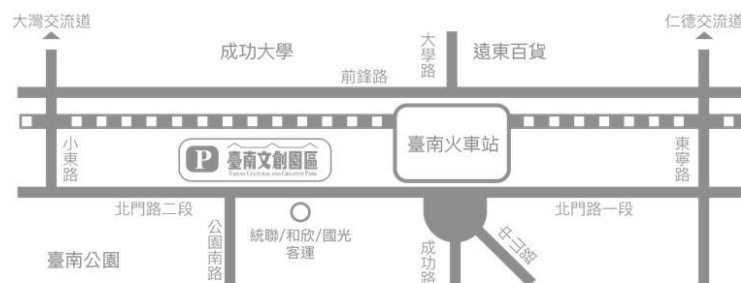 大灣交流道
仁德交流道
成功大學
大學路
遠東百貨
前鋒路
小東路
P
臺南文創園區
TAINAN CULTURAL AND CREATIVE PARK
臺南火車站
東寧路
北門路二段
北門路一段
公園南路
統聯/和欣/國光
客運
成功路
中山路
臺南公園